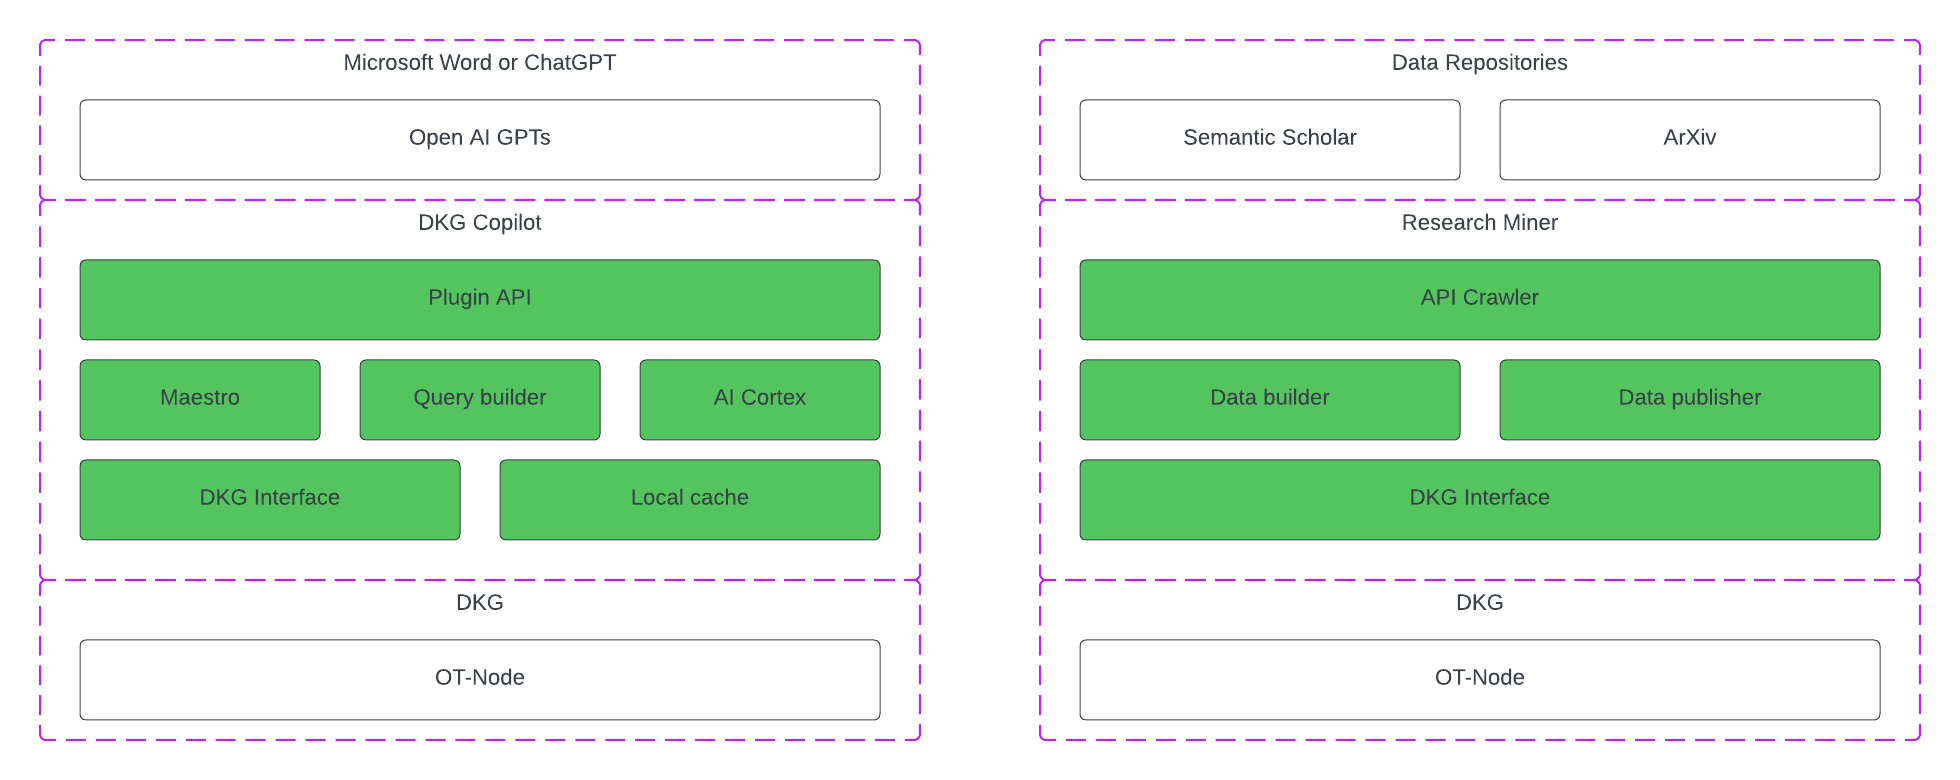 Microsoft Word or ChatGPT
Open AI GPTs
DKG Copilot
Plugin API
Maestro
Query builder
AI Cortex
DKG Interface
Local cache
DKG
OT-Node
Data Repositories
Semantic Scholar
ArXiv
Research Miner
API Crawler
Data builder
Data publisher
DKG Interface
DKG
OT-Node